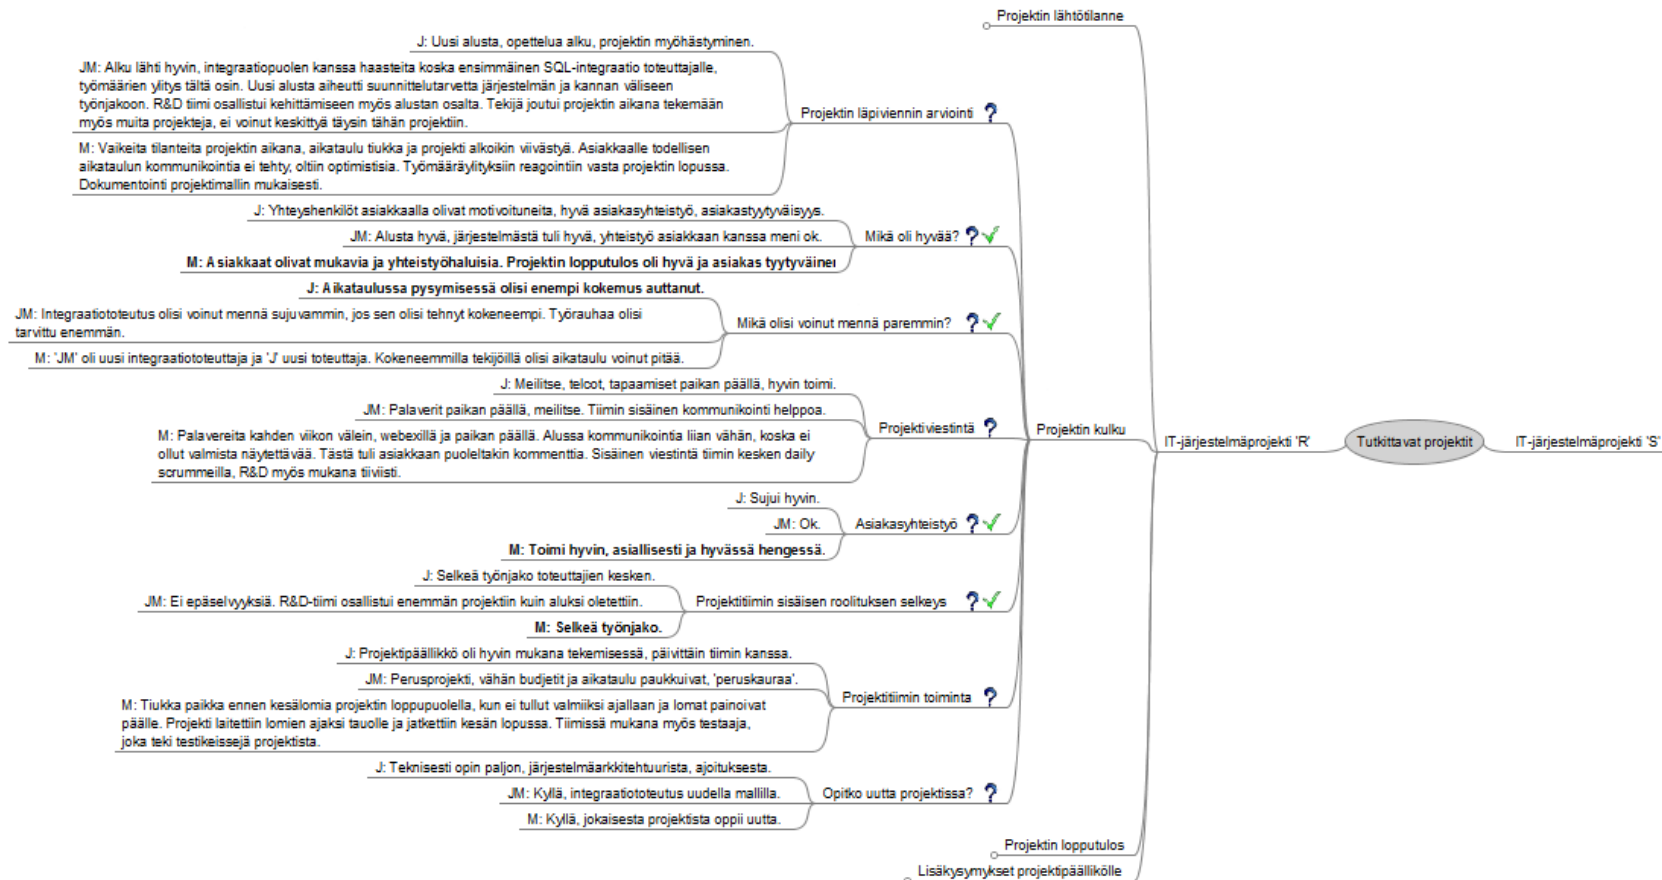 Projektin lähtötilanne
J: Uusi alusta, opettelua alku, projektin myöhästyminen.
JM: Alku lähti hyvin, integraatiopuolen kanssa haasteita koska ensimmäinen SQL-integraatio toteuttajalle,
työmäärien ylitys tältä osin. Uusi alusta aiheutti suunnittelutarvetta järjestelmän ja kannan väliseen
työnjakoon. R&D tiimi osallistui kehittämiseen myös alustan osalta. Tekijä joutui projektin aikana tekemään
myös muita projekteja, ei voinut keskittyä täysin tähän projektiin.
M: Vaikeita tilanteita projektin aikana, aikataulu tiukka ja projekti alkoikin viivästyä. Asiakkaalle todellisen
aikataulun kommunikointia ei tehty, oltiin optimistisia. Työmääräylityksiin reagointiin vasta projektin lopussa.
Dokumentointi projektimallin mukaisesti.
Projektin läpiviennin arviointi
J: Yhteyshenkilöt asiakkaalla olivat motivoituneita, hyvä asiakasyhteistyö, asiakastyytyväisyys.
JM: Alusta hyvä, järjestelmästä tuli hyvä, yhteistyö asiakkaan kanssa meni ok.
M: Asiakkaat olivat mukavia ja yhteistyöhaluisia. Projektin lopputulos oli hyvä ja asiakas tyytyväinen
Mikä oli hyvää?
J: Aikataulussa pysymisessä olisi enempi kokemus auttanut.
JM: Integraatiototeutus olisi voinut mennä sujuvammin, jos sen olisi tehnyt kokeneempi. Työrauhaa olisi
tarvittu enemmän.
M: 'JM' oli uusi integraatiototeuttaja ja 'J' uusi toteuttaja. Kokeneemmilla tekijöillä olisi aikataulu voinut pitää.
Mikä olisi voinut mennä paremmin?
J: Meilitse, telcot, tapaamiset paikan päällä, hyvin toimi.
JM: Palaverit paikan päällä, meilitse. Tiimin sisäinen kommunikointi helppoa.
M: Palavereita kahden viikon välein, webexillä ja paikan päällä. Alussa kommunikointia liian vähän, koska ei
ollut valmista näytettävää. Tästä tuli asiakkaan puoleltakin kommenttia. Sisäinen viestintä tiimin kesken daily
scrummeilla, R&D myös mukana tiiviisti.
Projektiviestintä
J: Sujui hyvin.
JM: Ok.
M: Toimi hyvin, asiallisesti ja hyvässä hengessä.
Asiakasyhteistyö
J: Selkeä työnjako toteuttajien kesken.
JM: Ei epäselvyyksiä. R&D-tiimi osallistui enemmän projektiin kuin aluksi oletettiin.
M: Selkeä työnjako.
Projektitiimin sisäisen roolituksen selkeys
J: Projektipäällikkö oli hyvin mukana tekemisessä, päivittäin tiimin kanssa.
JM: Perusprojekti, vähän budjetit ja aikataulu paukkuivat, 'peruskauraa'.
M: Tiukka paikka ennen kesälomia projektin loppupuolella, kun ei tullut valmiiksi ajallaan ja lomat painoivat
päälle. Projekti laitettiin lomien ajaksi tauolle ja jatkettiin kesän lopussa. Tiimissä mukana myös testaaja,
joka teki testikeissejä projektista.
Projektitiimin toiminta
J: Teknisesti opin paljon, järjestelmäarkkitehtuurista, ajoituksesta.
JM: Kyllä, integraatiototeutus uudella mallilla.
M: Kyllä, jokaisesta projektista oppii uutta.
Opitko uutta projektissa?
Projektin kulku
Projektin lopputulos
Lisäkysymykset projektipäällikölle
IT-järjestelmäprojekti 'R'
Tutkittavat projektit
IT-järjestelmäprojekti 'S'